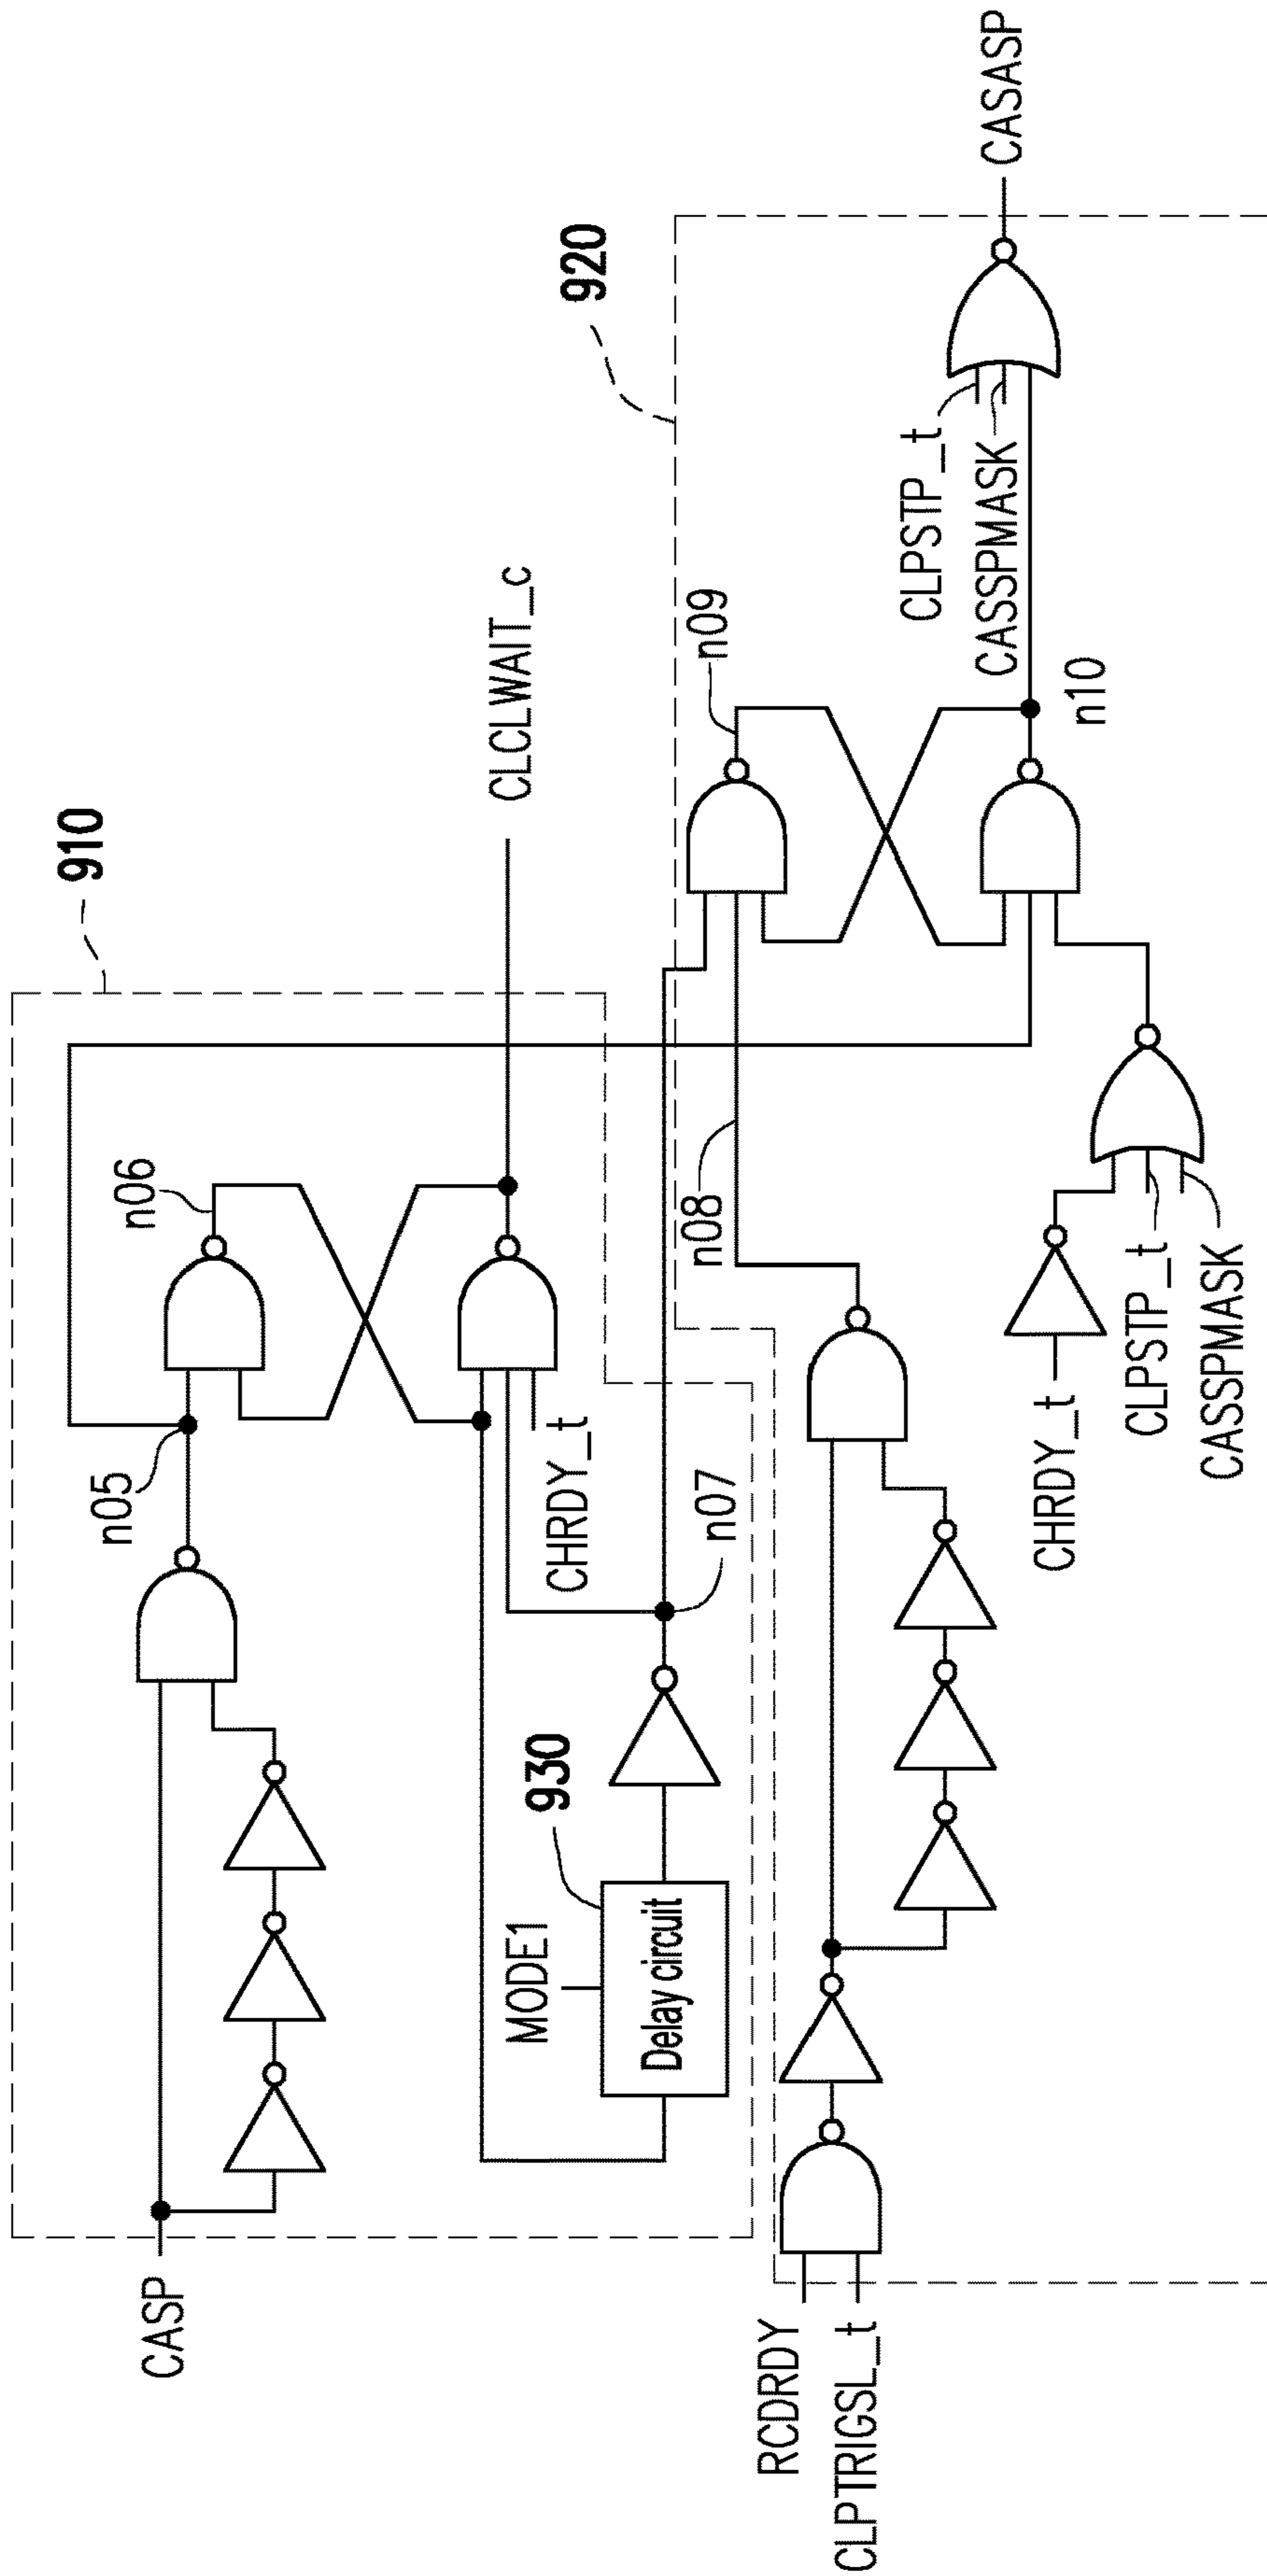 910
CASP
n05
n06
MODE1
930
Delay circuit
CHRDY_t
n07
CLCLWAIT_c
920
RCDRDY
CLPTRIGSL_t
n08
n09
CHRDY_t
CLPSTP_t
CASSPMASK
n10
CLPSTP_t
CASSPMASK
CASASP